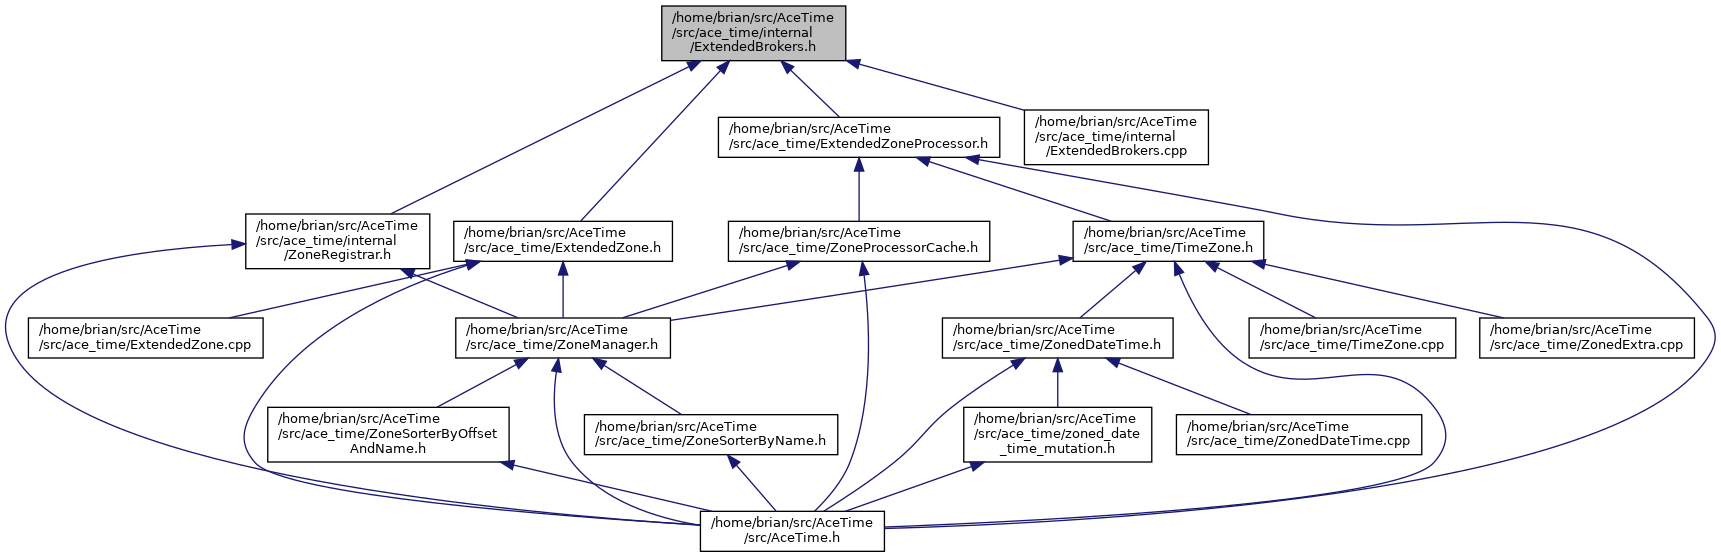 /home/brian/src/AceTime
/src/ace_time/internal
/ExtendedBrokers.h
/home/brian/src/AceTime
/src/ace_time/ExtendedZoneProcessor.h
/home/brian/src/AceTime
/src/ace_time/internal
/ExtendedBrokers.cpp
/home/brian/src/AceTime
/src/ace_time/internal
/ZoneRegistrar.h
/home/brian/src/AceTime
/src/ace_time/ExtendedZone.h
/home/brian/src/AceTime
/src/ace_time/ZoneProcessorCache.h
/home/brian/src/AceTime
/src/ace_time/TimeZone.h
/home/brian/src/AceTime
/src/ace_time/ExtendedZone.cpp
/home/brian/src/AceTime
/src/ace_time/ZoneManager.h
/home/brian/src/AceTime
/src/ace_time/ZonedDateTime.h
/home/brian/src/AceTime
/src/ace_time/TimeZone.cpp
/home/brian/src/AceTime
/src/ace_time/ZonedExtra.cpp
/home/brian/src/AceTime
/src/ace_time/ZoneSorterByOffset
AndName.h
/home/brian/src/AceTime
/src/ace_time/ZoneSorterByName.h
/home/brian/src/AceTime
/src/ace_time/zoned_date
_time_mutation.h
/home/brian/src/AceTime
/src/ace_time/ZonedDateTime.cpp
/home/brian/src/AceTime
/src/AceTime.h